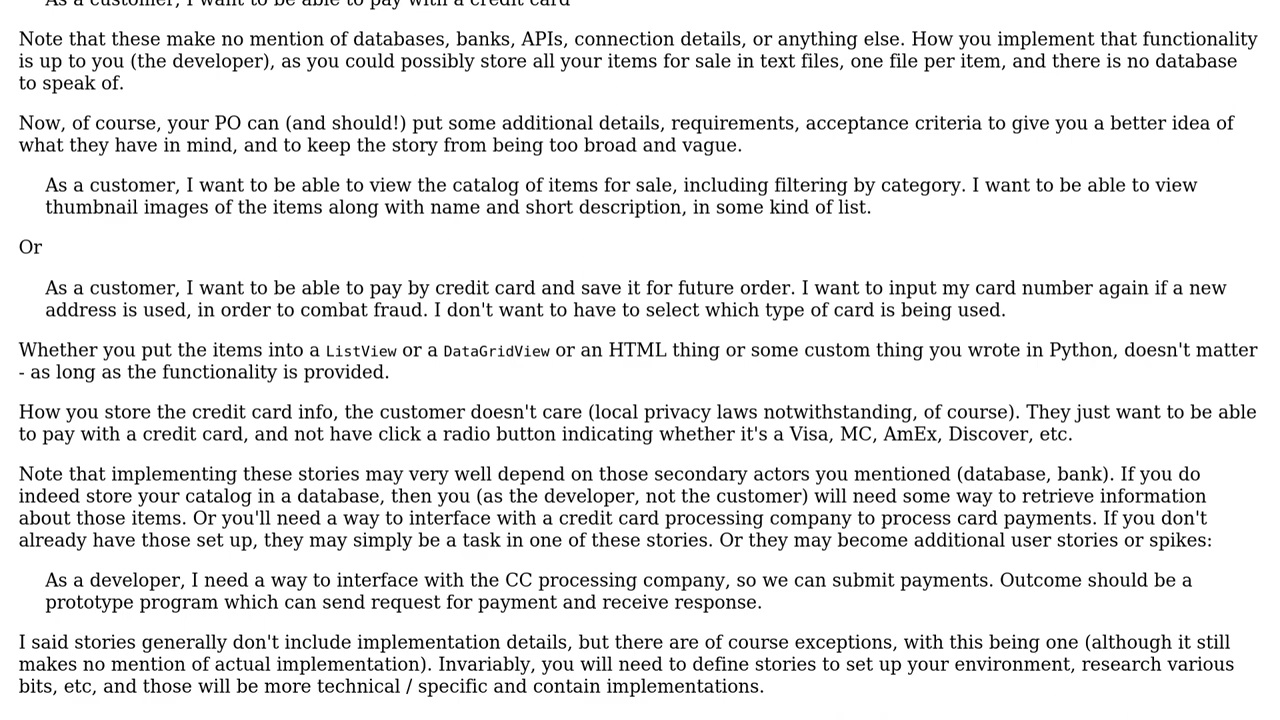 As a customer, I want to be able to pay with a credit card
Note that these make no mention of databases, banks, APIs, connection details, or anything else. How you implement that functionality
is up to you (the developer), as you could possibly store all your items for sale in text files, one file per item, and there is no database
to speak of.
Now, of course, your PO can (and should!) put some additional details, requirements, acceptance criteria to give you a better idea of
what they have in mind, and to keep the story from being too broad and vague.
As a customer, I want to be able to view the catalog of items for sale, including filtering by category. I want to be able to view
thumbnail images of the items along with name and short description, in some kind of list.
Or
As a customer, I want to be able to pay by credit card and save it for future order. I want to input my card number again if a new
address is used, in order to combat fraud. I don't want to have to select which type of card is being used.
Whether you put the items into a ListView or a DataGridView or an HTML thing or some custom thing you wrote in Python, doesn't matter
- as long as the functionality is provided.
How you store the credit card info, the customer doesn't care (local privacy laws notwithstanding, of course). They just want to be able
to pay with a credit card, and not have click a radio button indicating whether it's a Visa, MC, AmEx, Discover, etc.
Note that implementing these stories may very well depend on those secondary actors you mentioned (database, bank). If you do
indeed store your catalog in a database, then you (as the developer, not the customer) will need some way to retrieve information
about those items. Or you'll need a way to interface with a credit card processing company to process card payments. If you don't
already have those set up, they may simply be a task in one of these stories. Or they may become additional user stories or spikes:
As a developer, I need a way to interface with the CC processing company, so we can submit payments. Outcome should be a
prototype program which can send request for payment and receive response.
I said stories generally don't include implementation details, but there are of course exceptions, with this being one (although it still
makes no mention of actual implementation). Invariably, you will need to define stories to set up your environment, research various
bits, etc, and those will be more technical / specific and contain implementations.